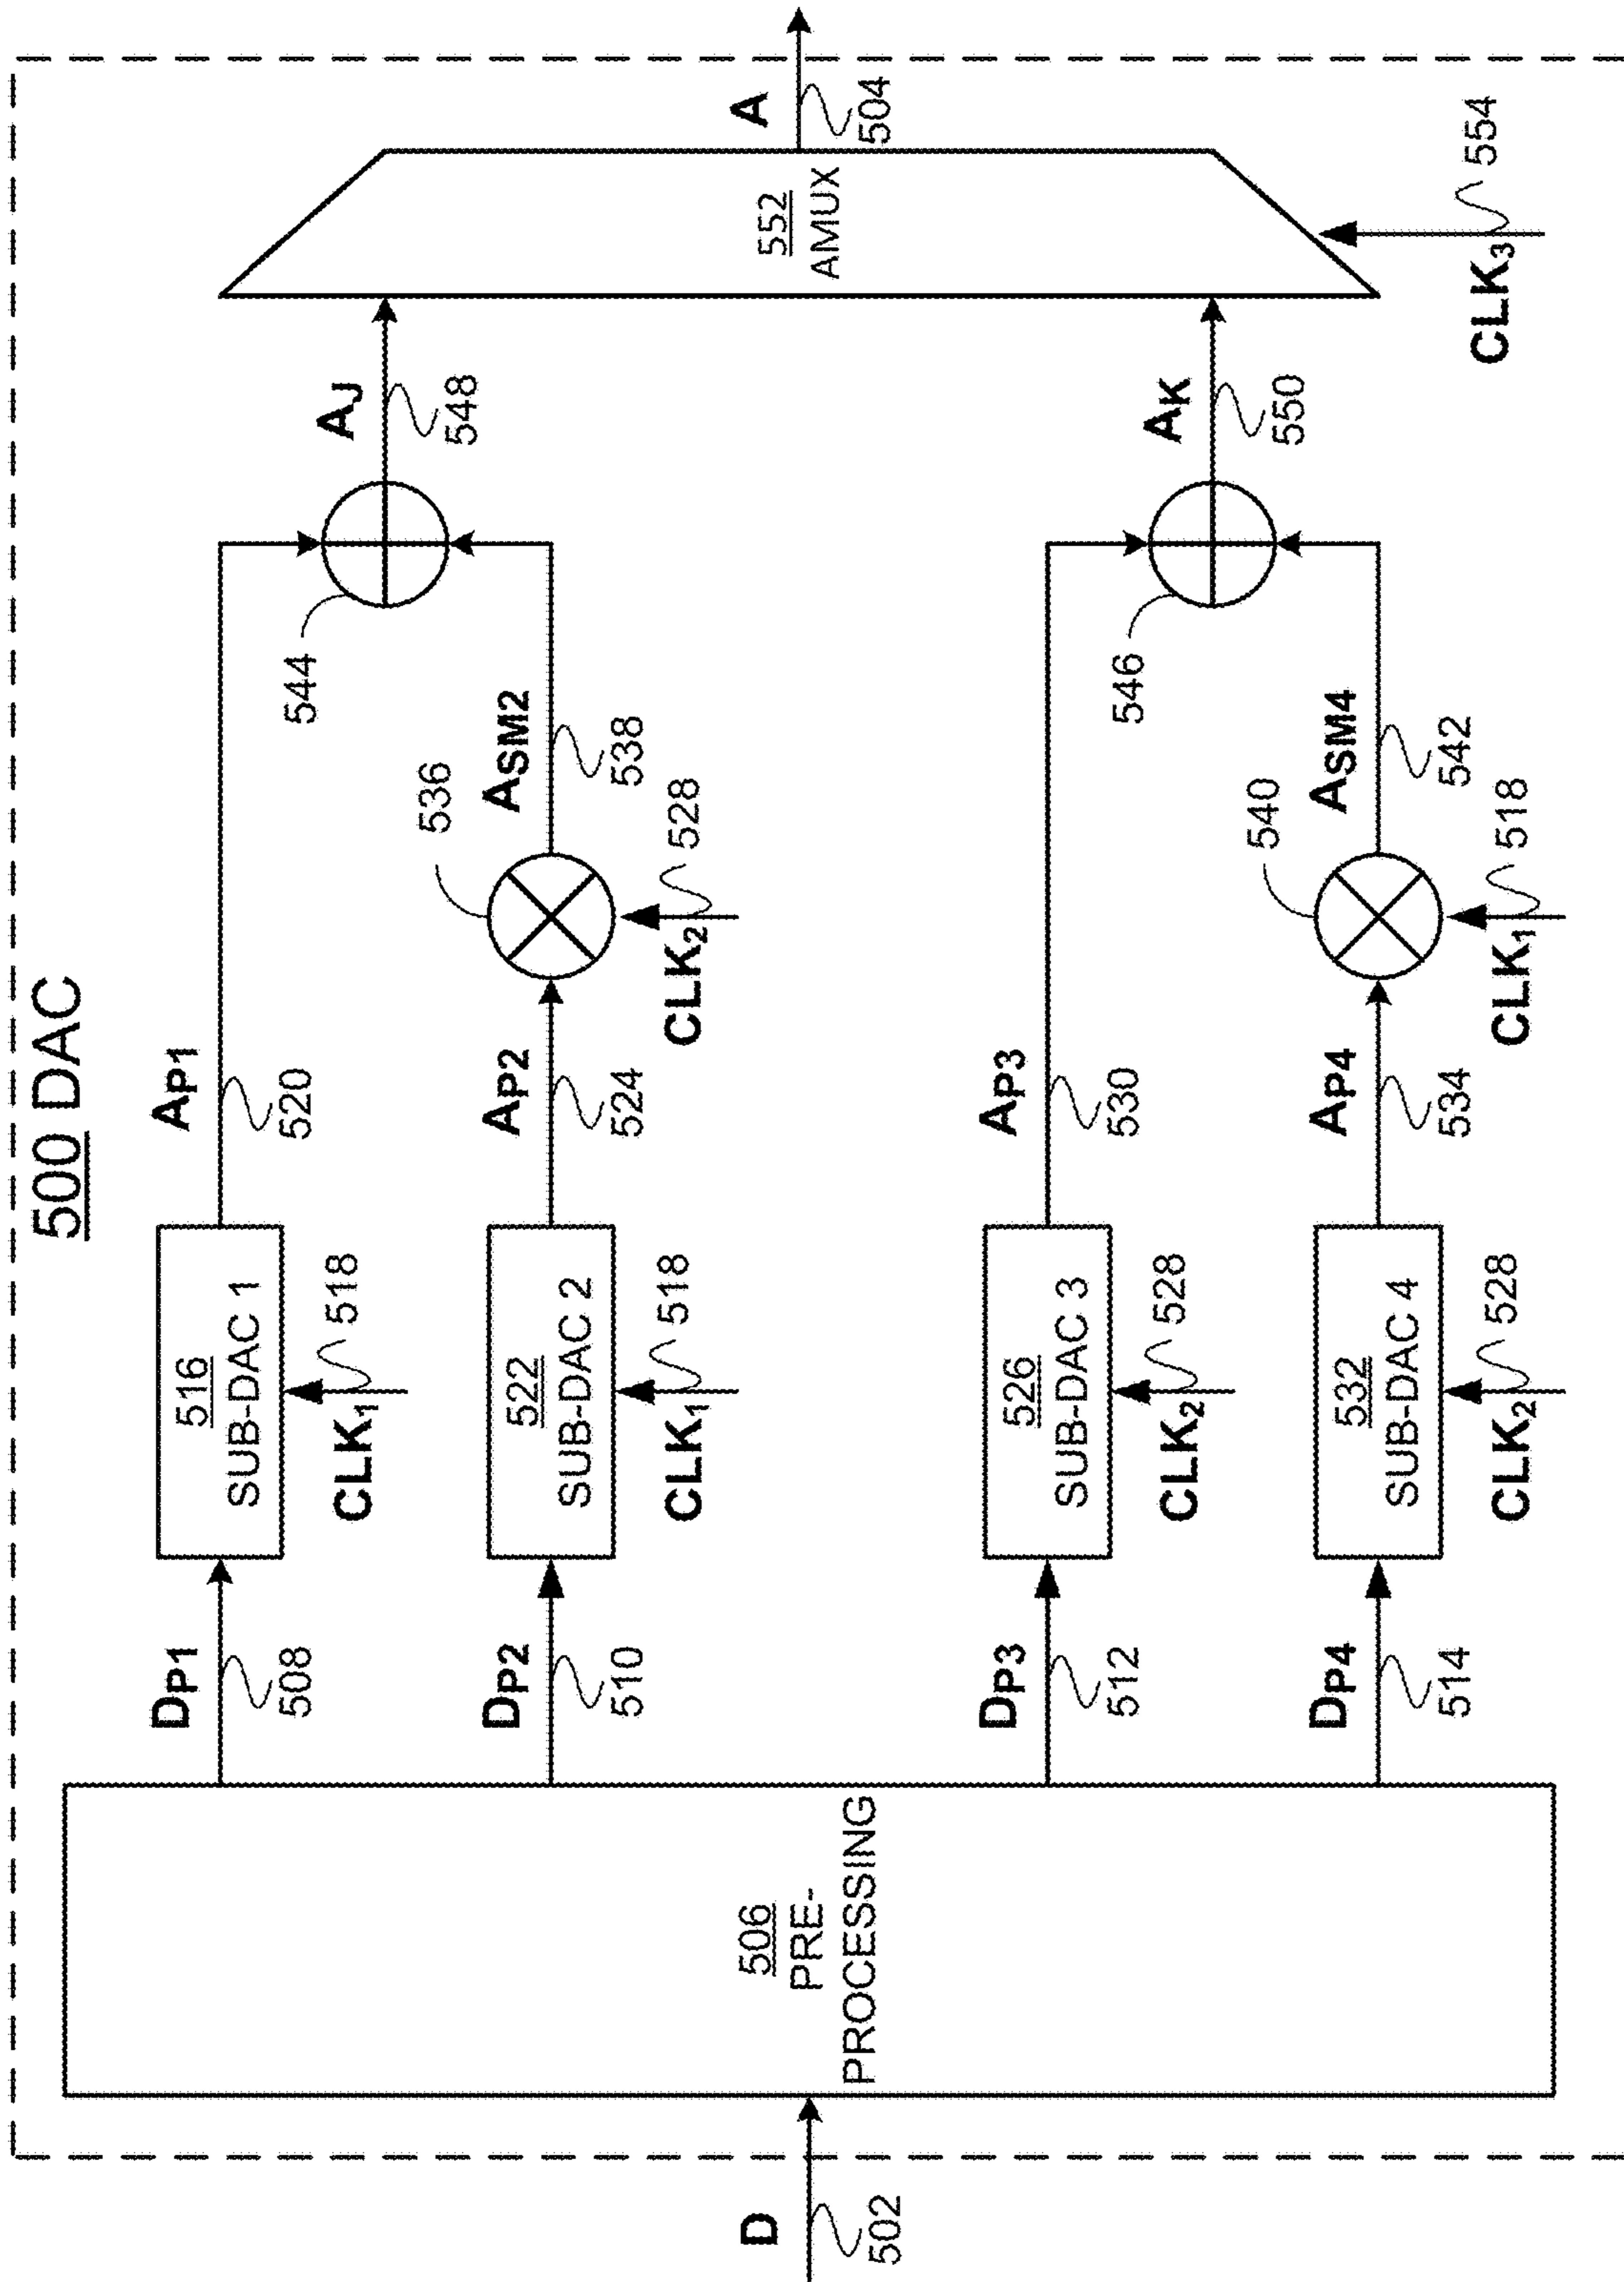 500 DAC
D
502
506
PRE-
PROCESSING
DP1
508
516
SUB-DAC 1
CLK1
518
AP1
520
DP2
510
522
SUB-DAC 2
CLK1
518
AP2
524
536
CLK2
528
ASM2
538
544
AJ
548
DP3
512
526
SUB-DAC 3
CLK2
528
AP3
530
DP4
514
532
SUB-DAC 4
CLK2
528
AP4
534
540
CLK1
518
ASM4
542
546
AK
550
552
AMUX
CLK3
554
A
504